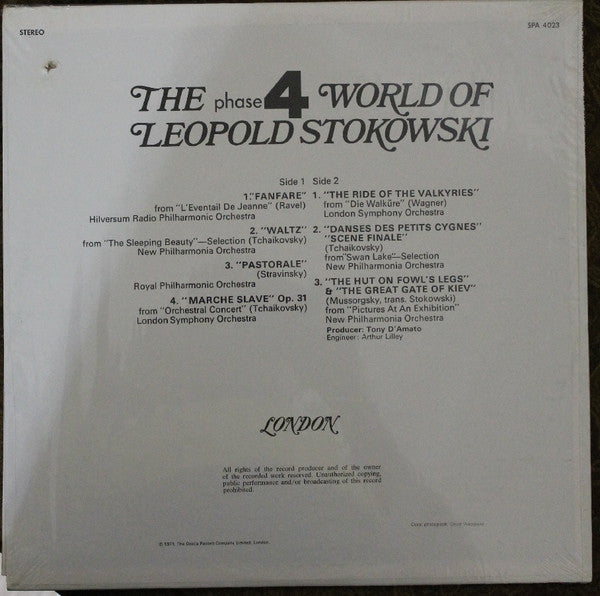 STEREO
SPA 4023
THE phase 4 WORLD OF
LEOPOLD STOKOWSKI
Side 1
1."FANFARE"
from "L'Eventail De Jeanne" (Ravel)
Hilversum Radio Philharmonic Orchestra
2. "WALTZ"
from "The Sleeping Beauty"—Selection (Tchaikovsky)
New Philharmonia Orchestra
3. "PASTORALE"
(Stravinsky)
Royal Philharmonic Orchestra
4. "MARCHE SLAVE" Op. 31
from "Orchestral Concert" (Tchaikovsky)
London Symphony Orchestra
Side 2
1. "THE RIDE OF THE VALKYRIES"
from "Die Walküre" (Wagner)
London Symphony Orchestra
2. "DANSES DES PETITS CYGNES"
"SCENE FINALE"
(Tchaikovsky)
from "Swan Lake"—Selection
New Philharmonia Orchestra
3. "THE HUT ON FOWL'S LEGS"
& "THE GREAT GATE OF KIEV"
(Mussorgsky, trans. Stokowski)
from "Pictures At An Exhibition"
New Philharmonia Orchestra
Producer: Tony D'Amato
Engineer: Arthur Lilley
LONDON
All rights of the record producer and of the owner
of the recorded work reserved. Unauthorized copying,
public performance and/or broadcasting of this record
prohibited.
© 1971, The Decca Record Company Limited, London.